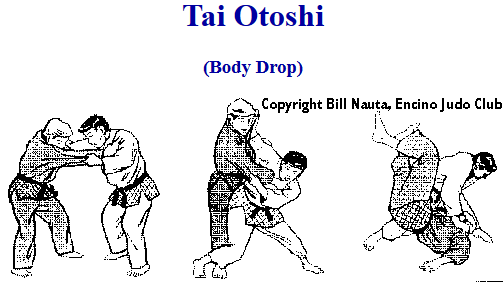 Tai Otoshi
(Body Drop)
Copyright Bill Nauta, Encino Judo Club